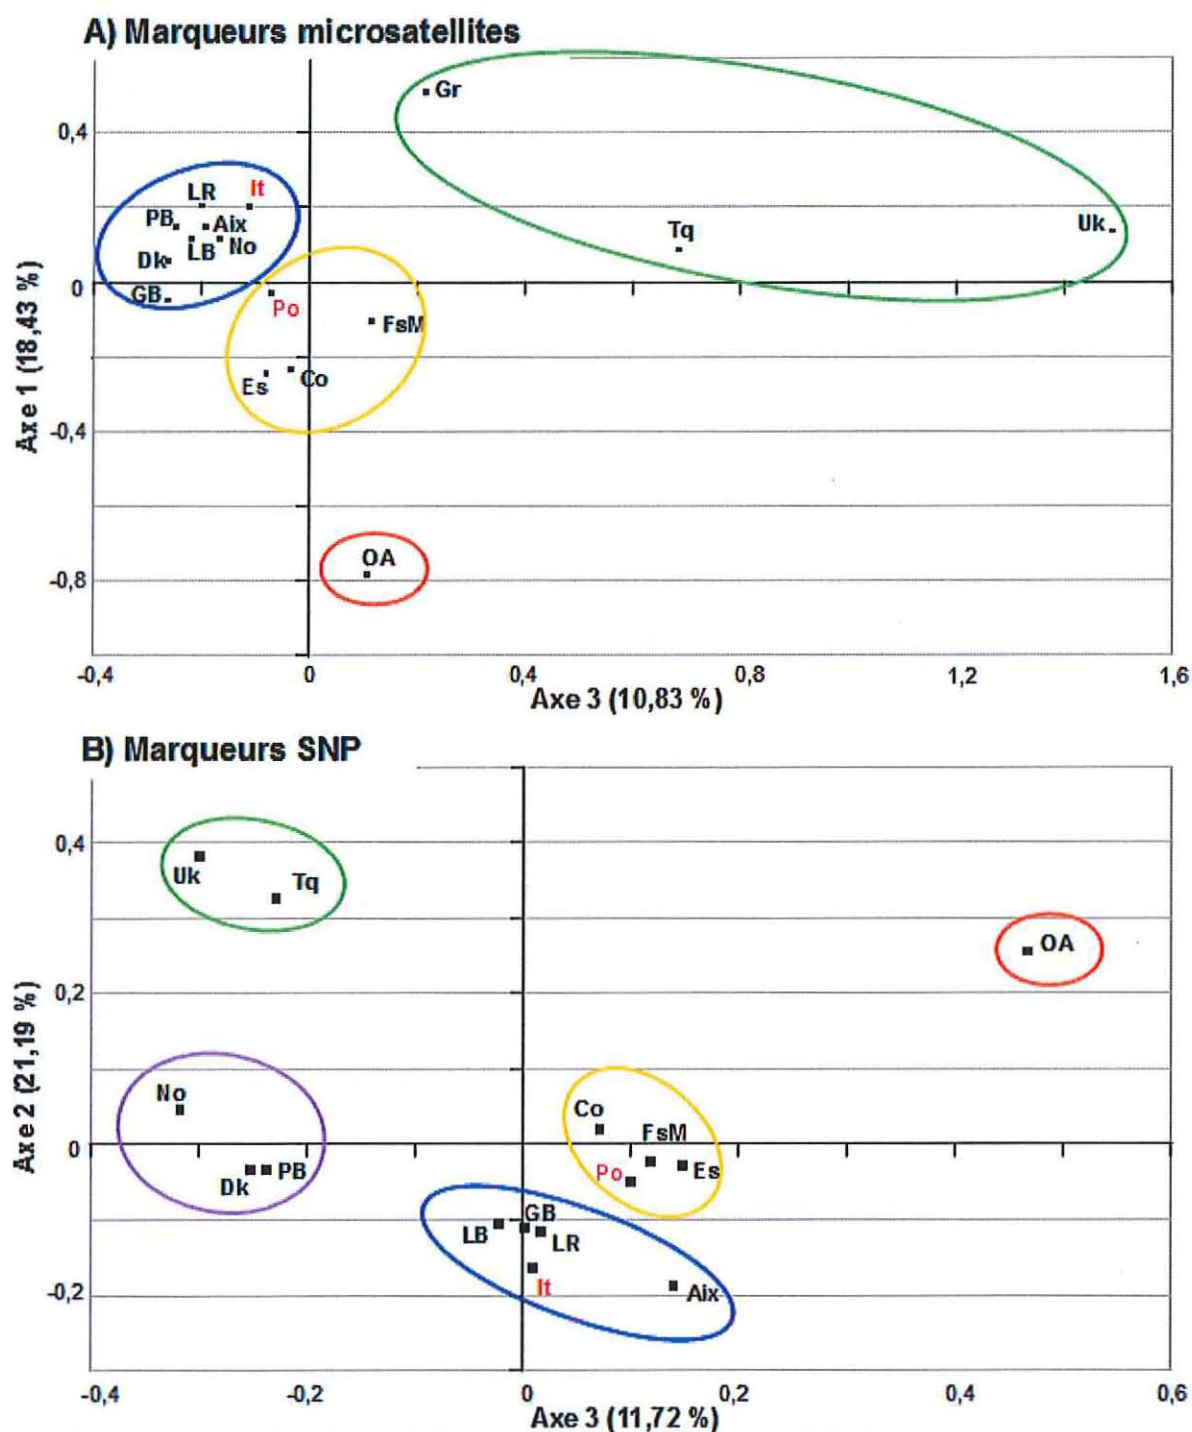 A) Marqueurs microsatellites
Gr
0,4
LR It
PB Aix
Tq
Uk
LB No
Dk
0
GB
Po
FsM
Es Co
-0,4
OA
-0,8
Axe 1 (18,43 %)
-0,4 0 0,4 0,8 1,2 1,6
Axe 3 (10,83 %)
B) Marqueurs SNP
0,4
Uk Tq
OA
0,2
No
Co
FsM
0
PB
Po Es
Dk
GB
LB LR
It
Aix
-0,2
Axe 2 (21,19 %)
-0,4 -0,2 0 0,2 0,4 0,6
Axe 3 (11,72 %)